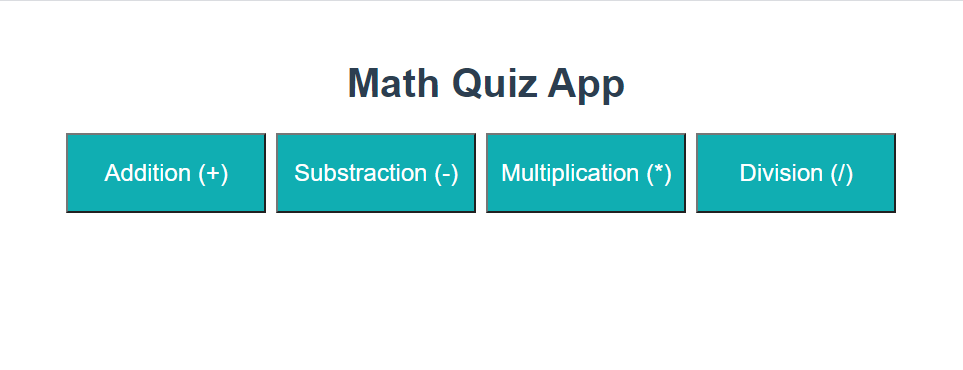 Math Quiz App
Addition (+)
Substraction (-)
Multiplication (*)
Division (/)